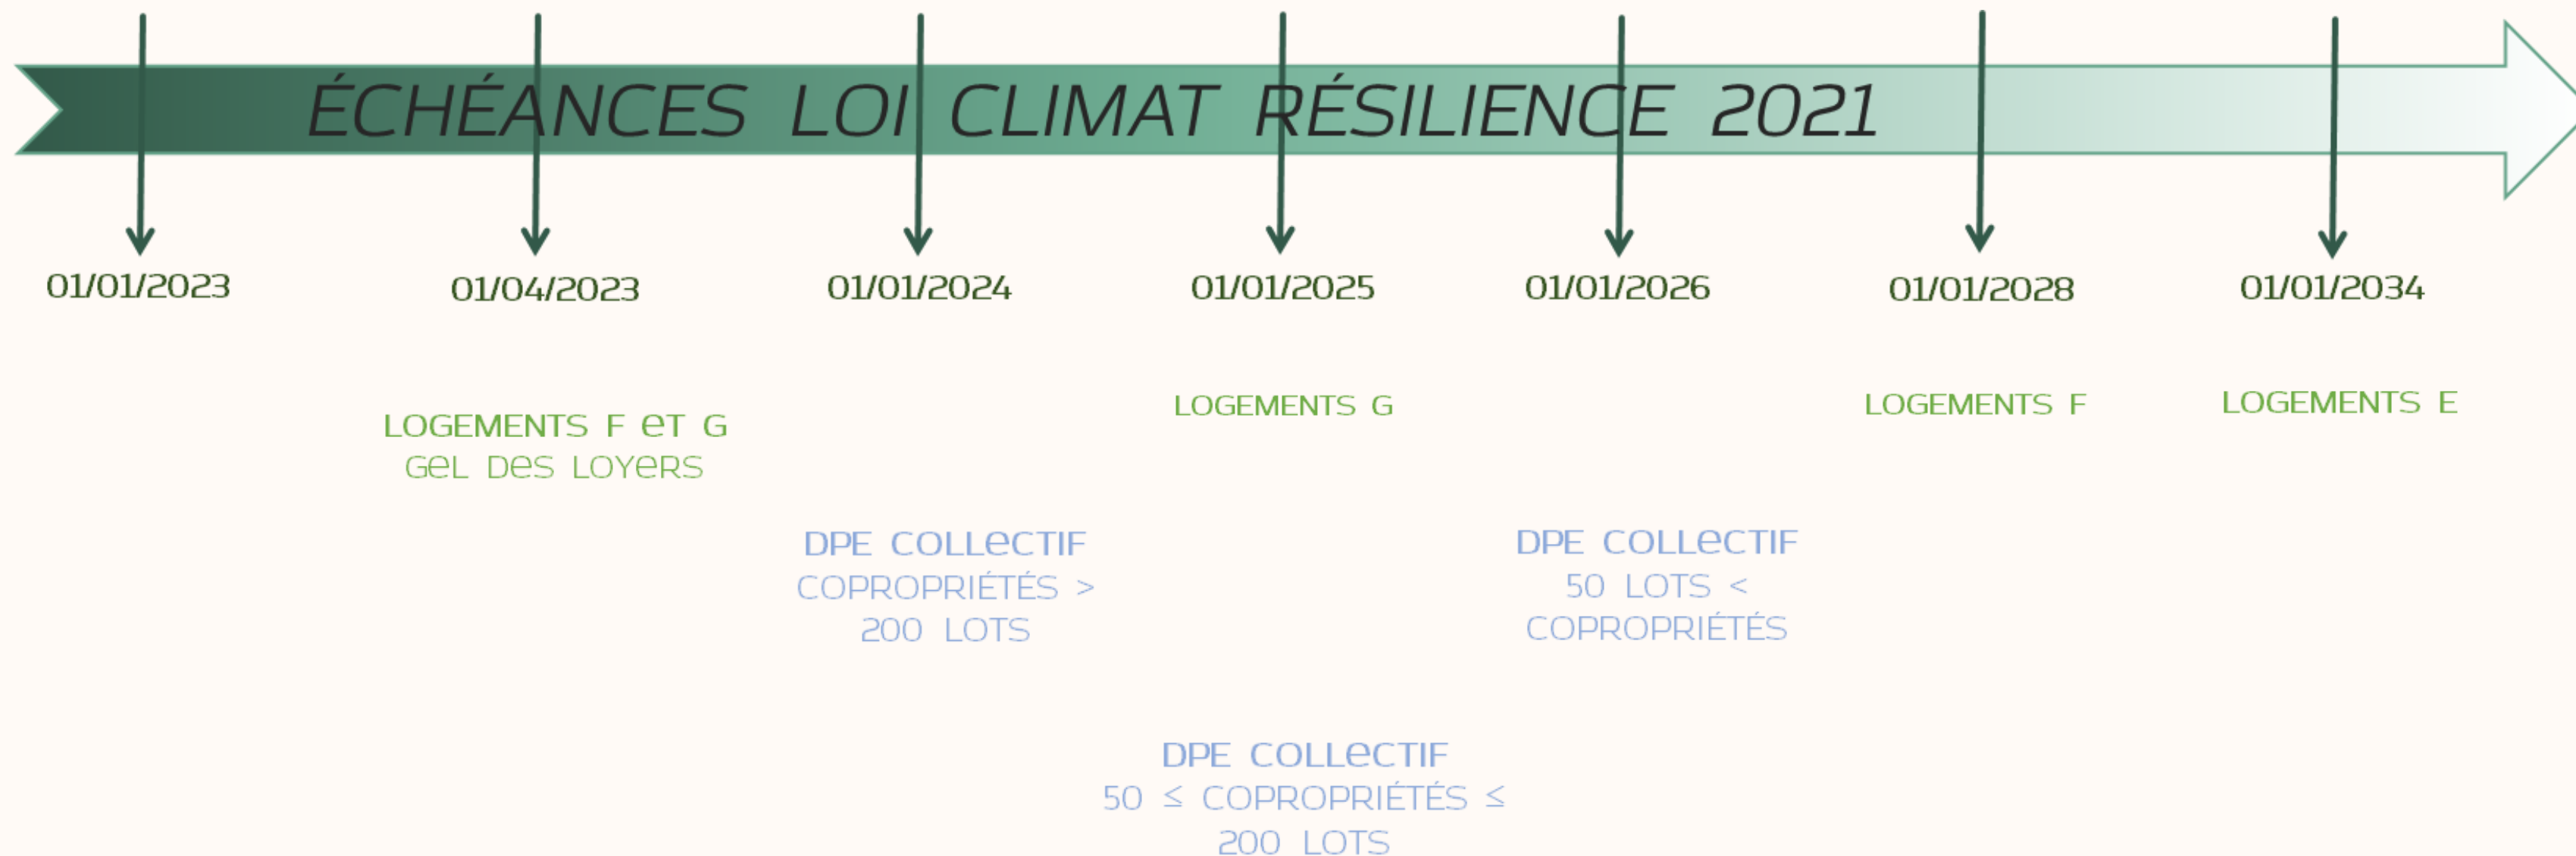 ÉCHÉANCES LOI CLIMAT RÉSILIENCE 2021
01/01/2023
01/04/2023
01/01/2024
01/01/2025
01/01/2026
01/01/2028
01/01/2034
LOGEMENTS F eT G
GeL Des LOYeRS
LOGEMENTS G
LOGEMENTS F
LOGEMENTS E
DPE COLLeCTIF
COPROPRIÉTÉS >
200 LOTS
DPE COLLeCTIF
50 LOTS <
COPROPRIÉTÉS
DPE COLLeCTIF
50 ≤ COPROPRIÉTÉS ≤
200 LOTS